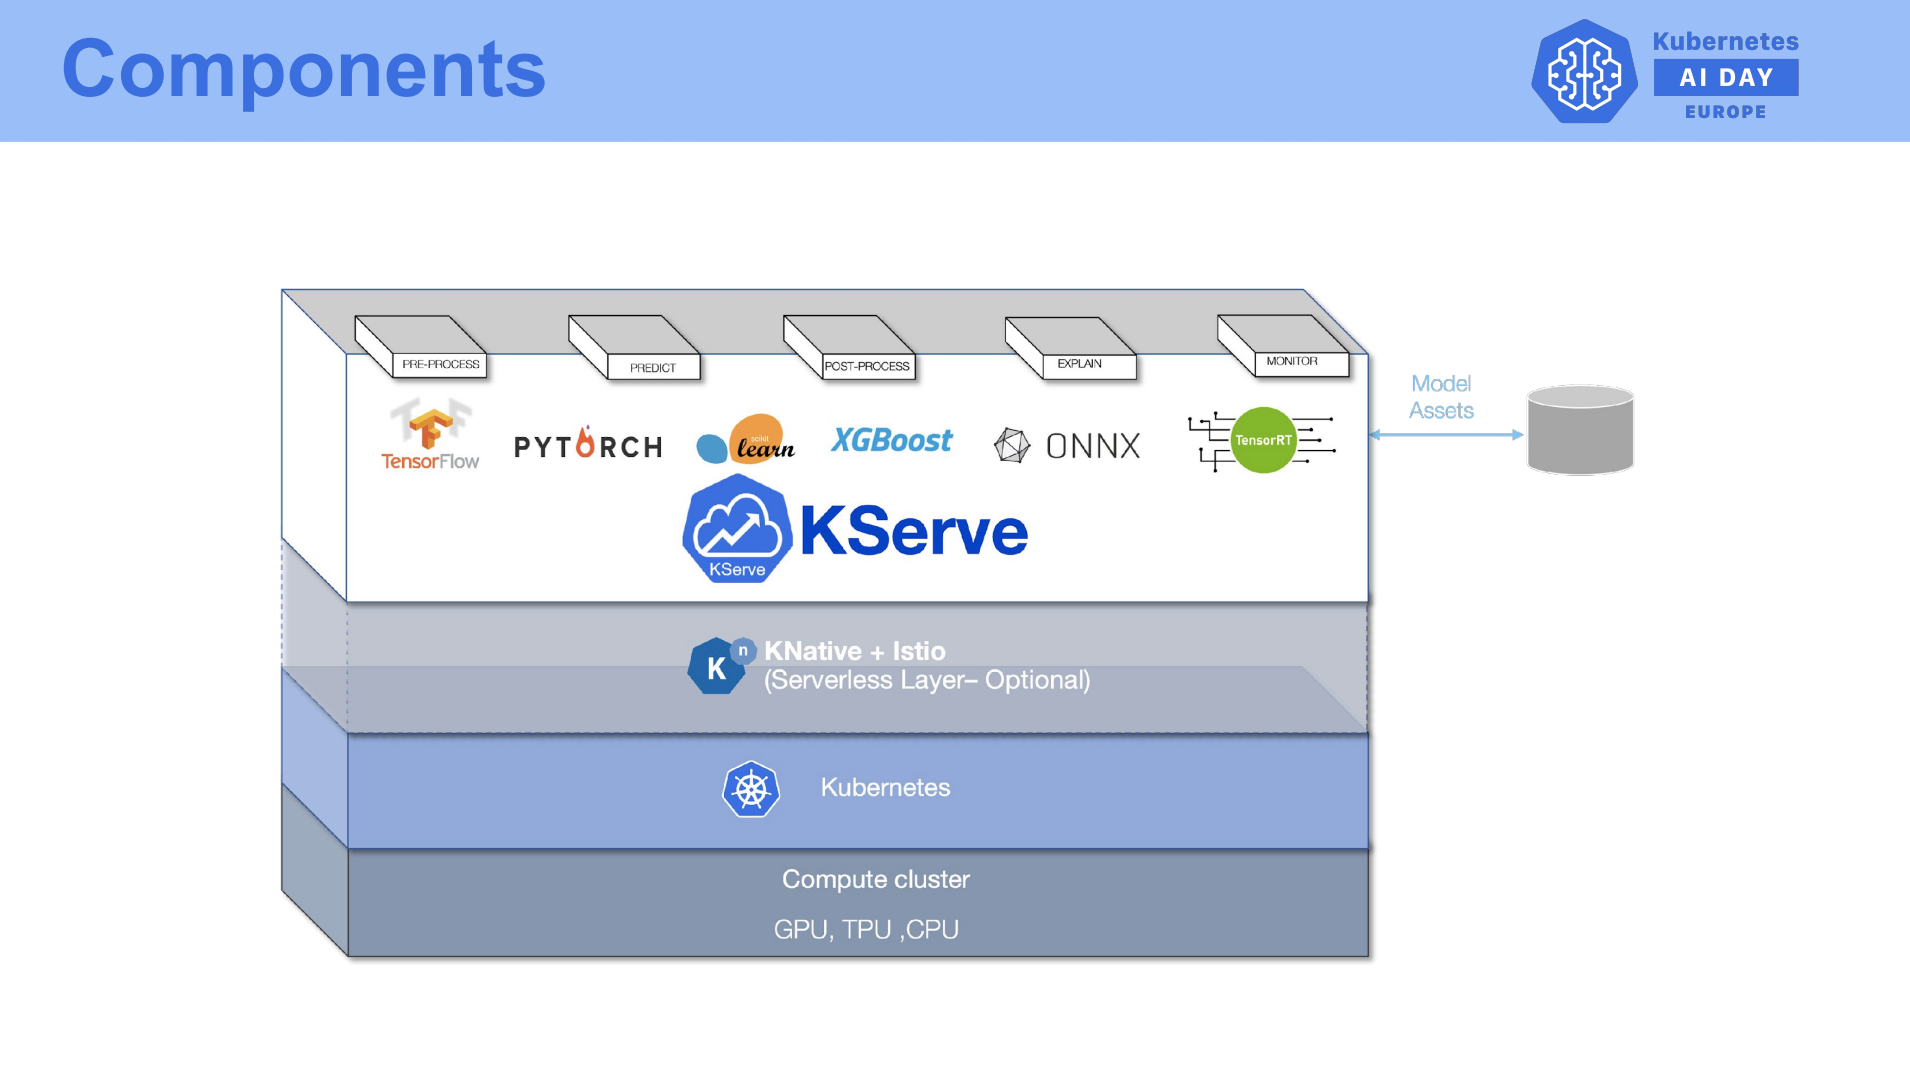 Components
Kubernetes
AI DAY
EUROPE
PRE-PROCESS
PREDICT
POST-PROCESS
EXPLAIN
MONITOR
TF
TensorFlow
PYTORCH
scikit
learn
XGBoost
ONNX
TensorRT
Model
Assets
KServe
KServe
K
n
KNative + Istio
(Serverless Layer– Optional)
Kubernetes
Compute cluster
GPU, TPU ,CPU